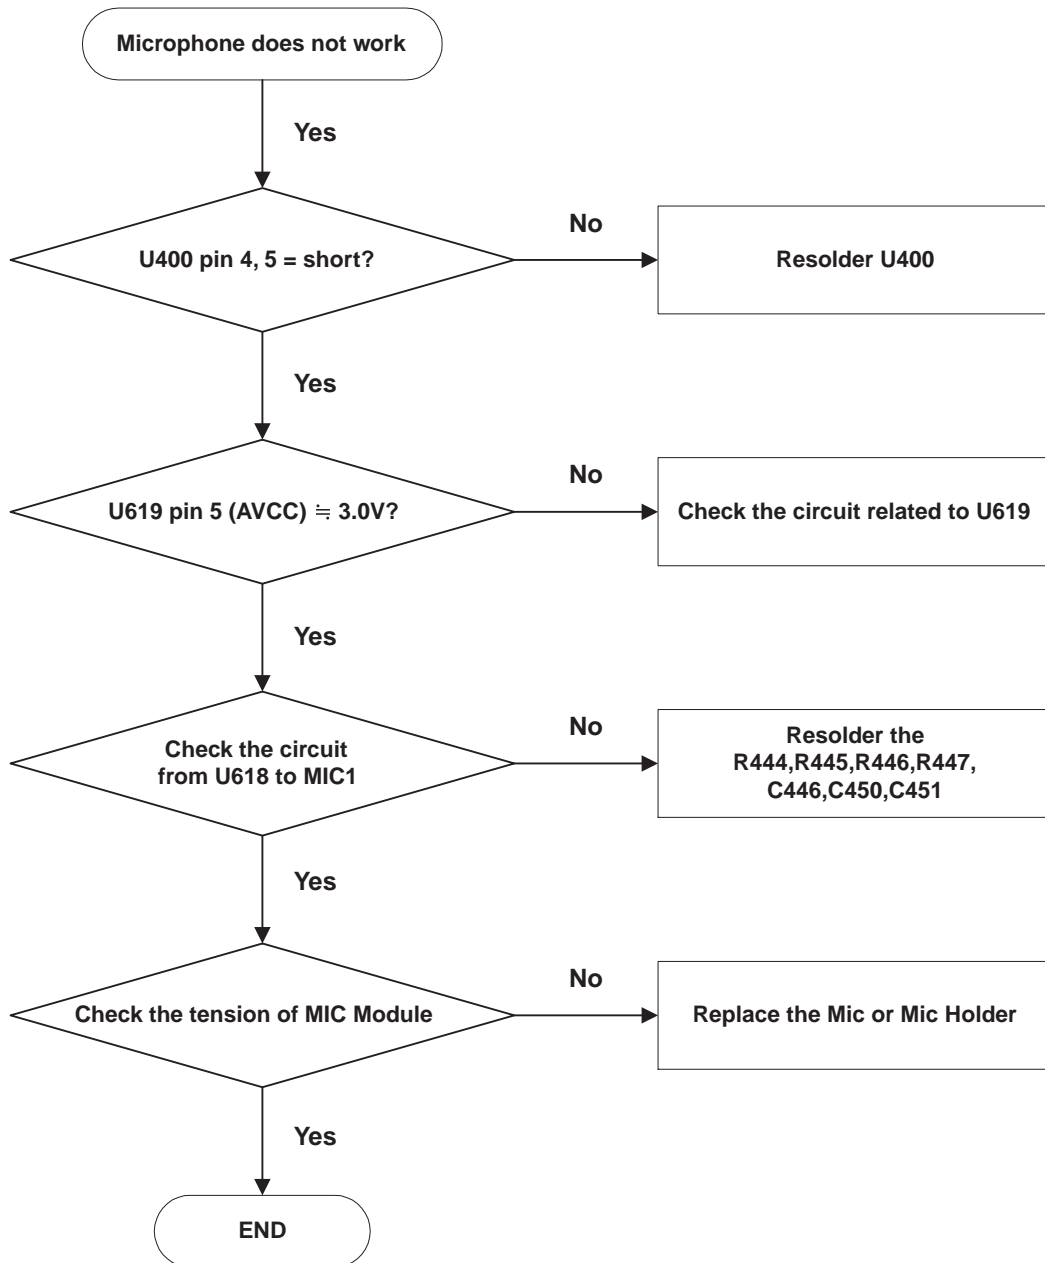 Microphone does not work
Yes
U400 pin 4, 5 = short?
No
Resolder U400
Yes
U619 pin 5 (AVCC) ≒ 3.0V?
No
Check the circuit related to U619
Yes
Check the circuit
from U618 to MIC1
No
Resolder the
R444,R445,R446,R447,
C446,C450,C451
Yes
Check the tension of MIC Module
No
Replace the Mic or Mic Holder
Yes
END